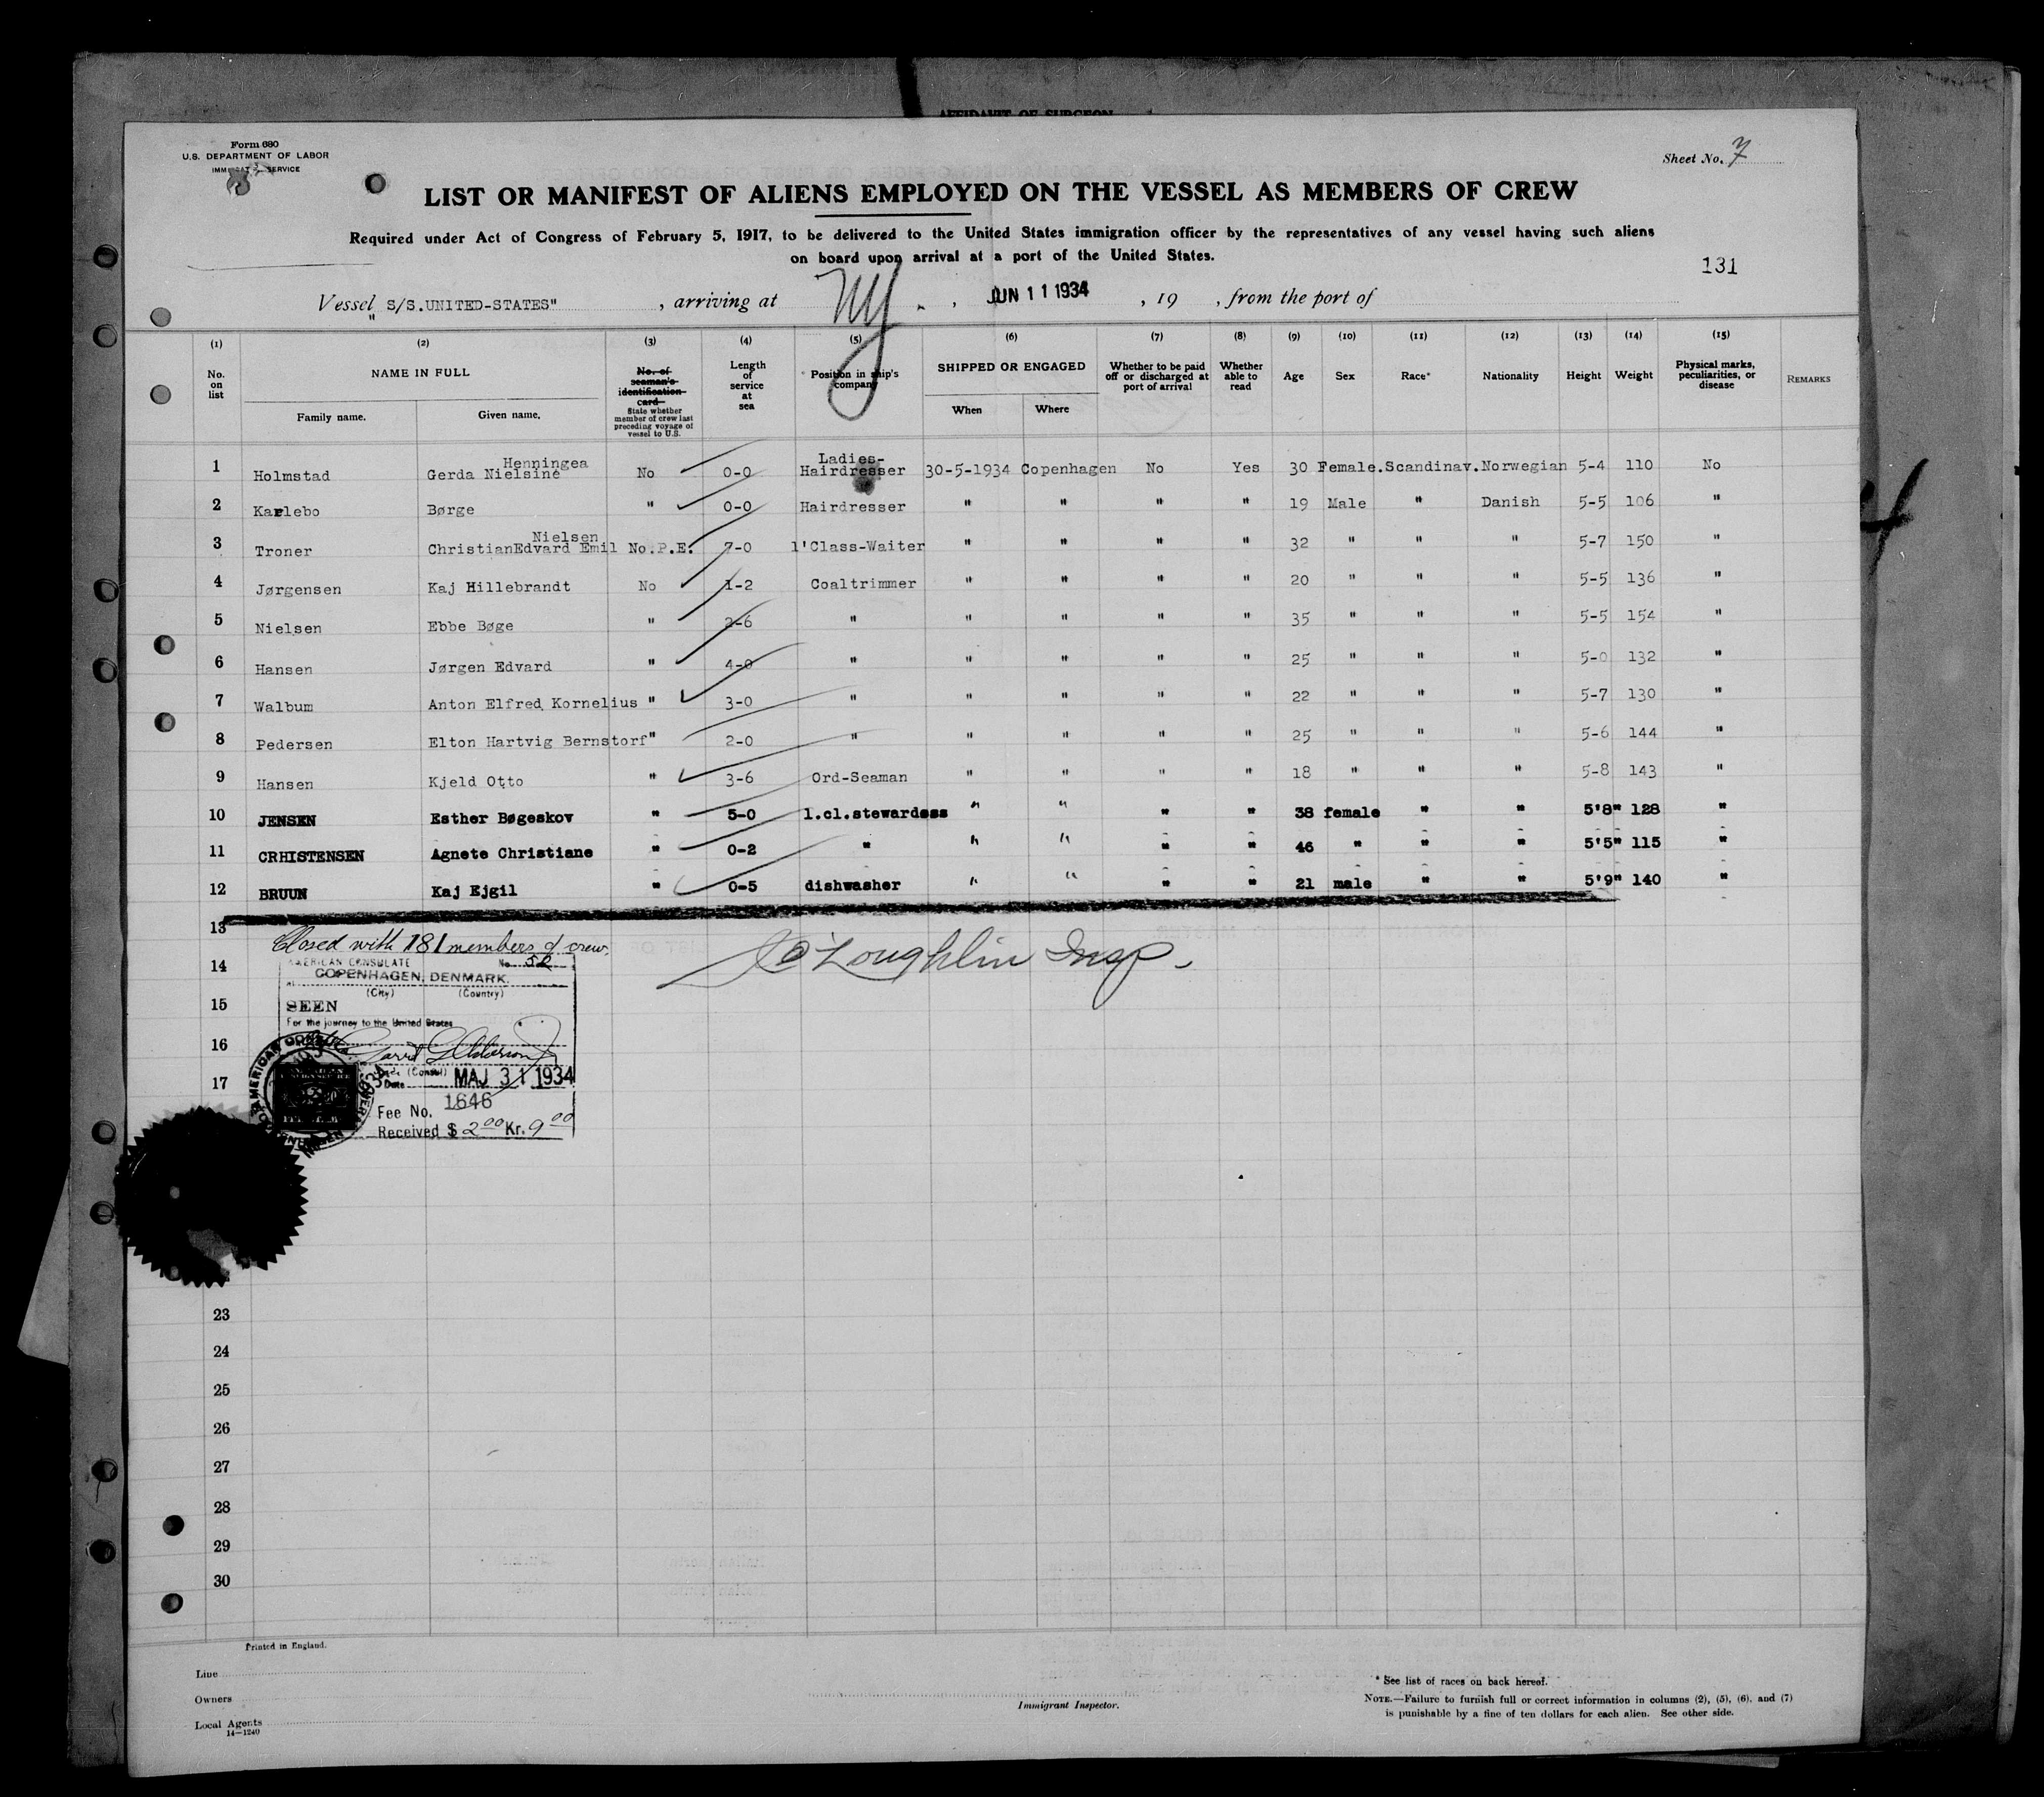 AFFIDAVIT OF SURGEON
Form 680
U.S. DEPARTMENT OF LABOR
IMMIGRATION SERVICE
Sheet No. 7
LIST OR MANIFEST OF ALIENS EMPLOYED ON THE VESSEL AS MEMBERS OF CREW
Required under Act of Congress of February 5, 1917, to be delivered to the United States immigration officer by the representatives of any vessel having such aliens
on board upon arrival at a port of the United States.
131
Vessel " S/S.UNITED-STATES" , arriving at NY. , JUN 11 1934 , 19 , from the port of
(1) (2) (3) (4) (5) (6) (7) (8) (9) (10) (11) (12) (13) (14) (15)
No. on list NAME IN FULL Family name. Given name. No. of seaman's identification card State whether member of crew last preceding voyage of vessel to U.S. Length of service at sea Position in ship's company SHIPPED OR ENGAGED When Where Whether to be paid off or discharged at port of arrival Whether able to read Age Sex Race* Nationality Height Weight Physical marks, peculiarities, or disease REMARKS
1 Holmstad Gerda Nielsine Henningea No 0-0 Ladies-Hairdresser 30-5-1934 Copenhagen No Yes 30 Female. Scandinav. Norwegian 5-4 110 No
2 Karlebo Børge " 0-0 Hairdresser " " " " 19 Male " Danish 5-5 106 "
3 Troner Christian Edvard Emil Nielsen No.P.E. 7-0 1'Class-Waiter " " " " 32 " " " 5-7 150 "
4 Jørgensen Kaj Hillebrandt No 1-2 Coaltrimmer " " " " 20 " " " 5-5 136 "
5 Nielsen Ebbe Bøge " 2-6 " " " " " 35 " " " 5-5 154 "
6 Hansen Jørgen Edvard " 4-0 " " " " " 25 " " " 5-0 132 "
7 Walbum Anton Elfred Kornelius " 3-0 " " " " " 22 " " " 5-7 130 "
8 Pedersen Elton Hartvig Bernstorf " 2-0 " " " " " 25 " " " 5-6 144 "
9 Hansen Kjeld Otto " 3-6 Ord-Seaman " " " " 18 " " " 5-8 143 "
10 JENSEN Esther Bøgeskov " 5-0 1.cl.stewardess " " " " 38 female " " 5'8" 128 "
11 CRHISTENSEN Agnete Christiane " 0-2 " " " " " 46 " " " 5'5" 115 "
12 BRUUN Kaj Ejgil " 0-5 dishwasher " " " " 21 male " " 5'9" 140 "
13
Closed with 181 members of crew.
O'Loughlin Insp.
14
AMERICAN CONSULATE No. 52
at COPENHAGEN, DENMARK.
(City) (Country)
15
SEEN
For the journey to the United States
16
(Consul)
17
Date MAJ 31 1934
Fee No. 1646
Received $ 2 00 Kr. 9 00
23
24
25
26
27
28
29
30
Printed in England.
Line
Owners
Local Agents
14—1240
Immigrant Inspector.
* See list of races on back hereof.
NOTE.—Failure to furnish full or correct information in columns (2), (5), (6), and (7)
is punishable by a fine of ten dollars for each alien. See other side.